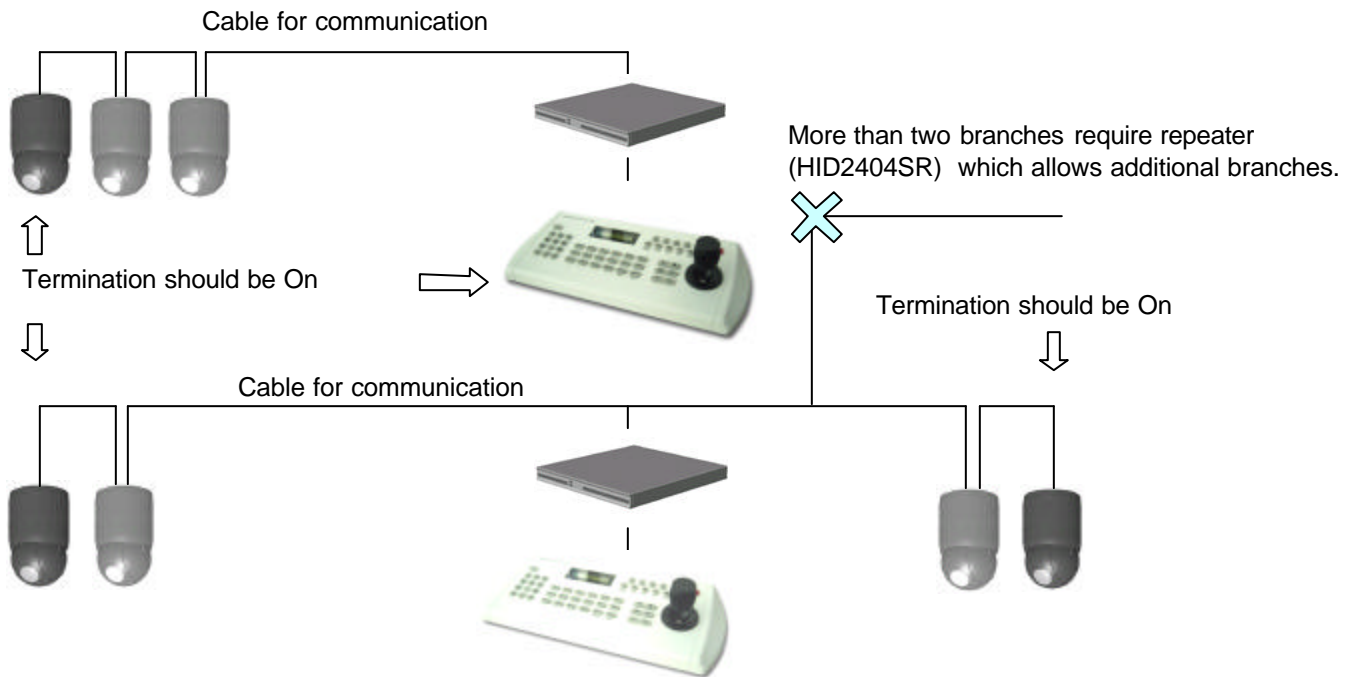 Cable for communication
More than two branches require repeater
(HID2404SR) which allows additional branches.
Termination should be On
Termination should be On
Cable for communication